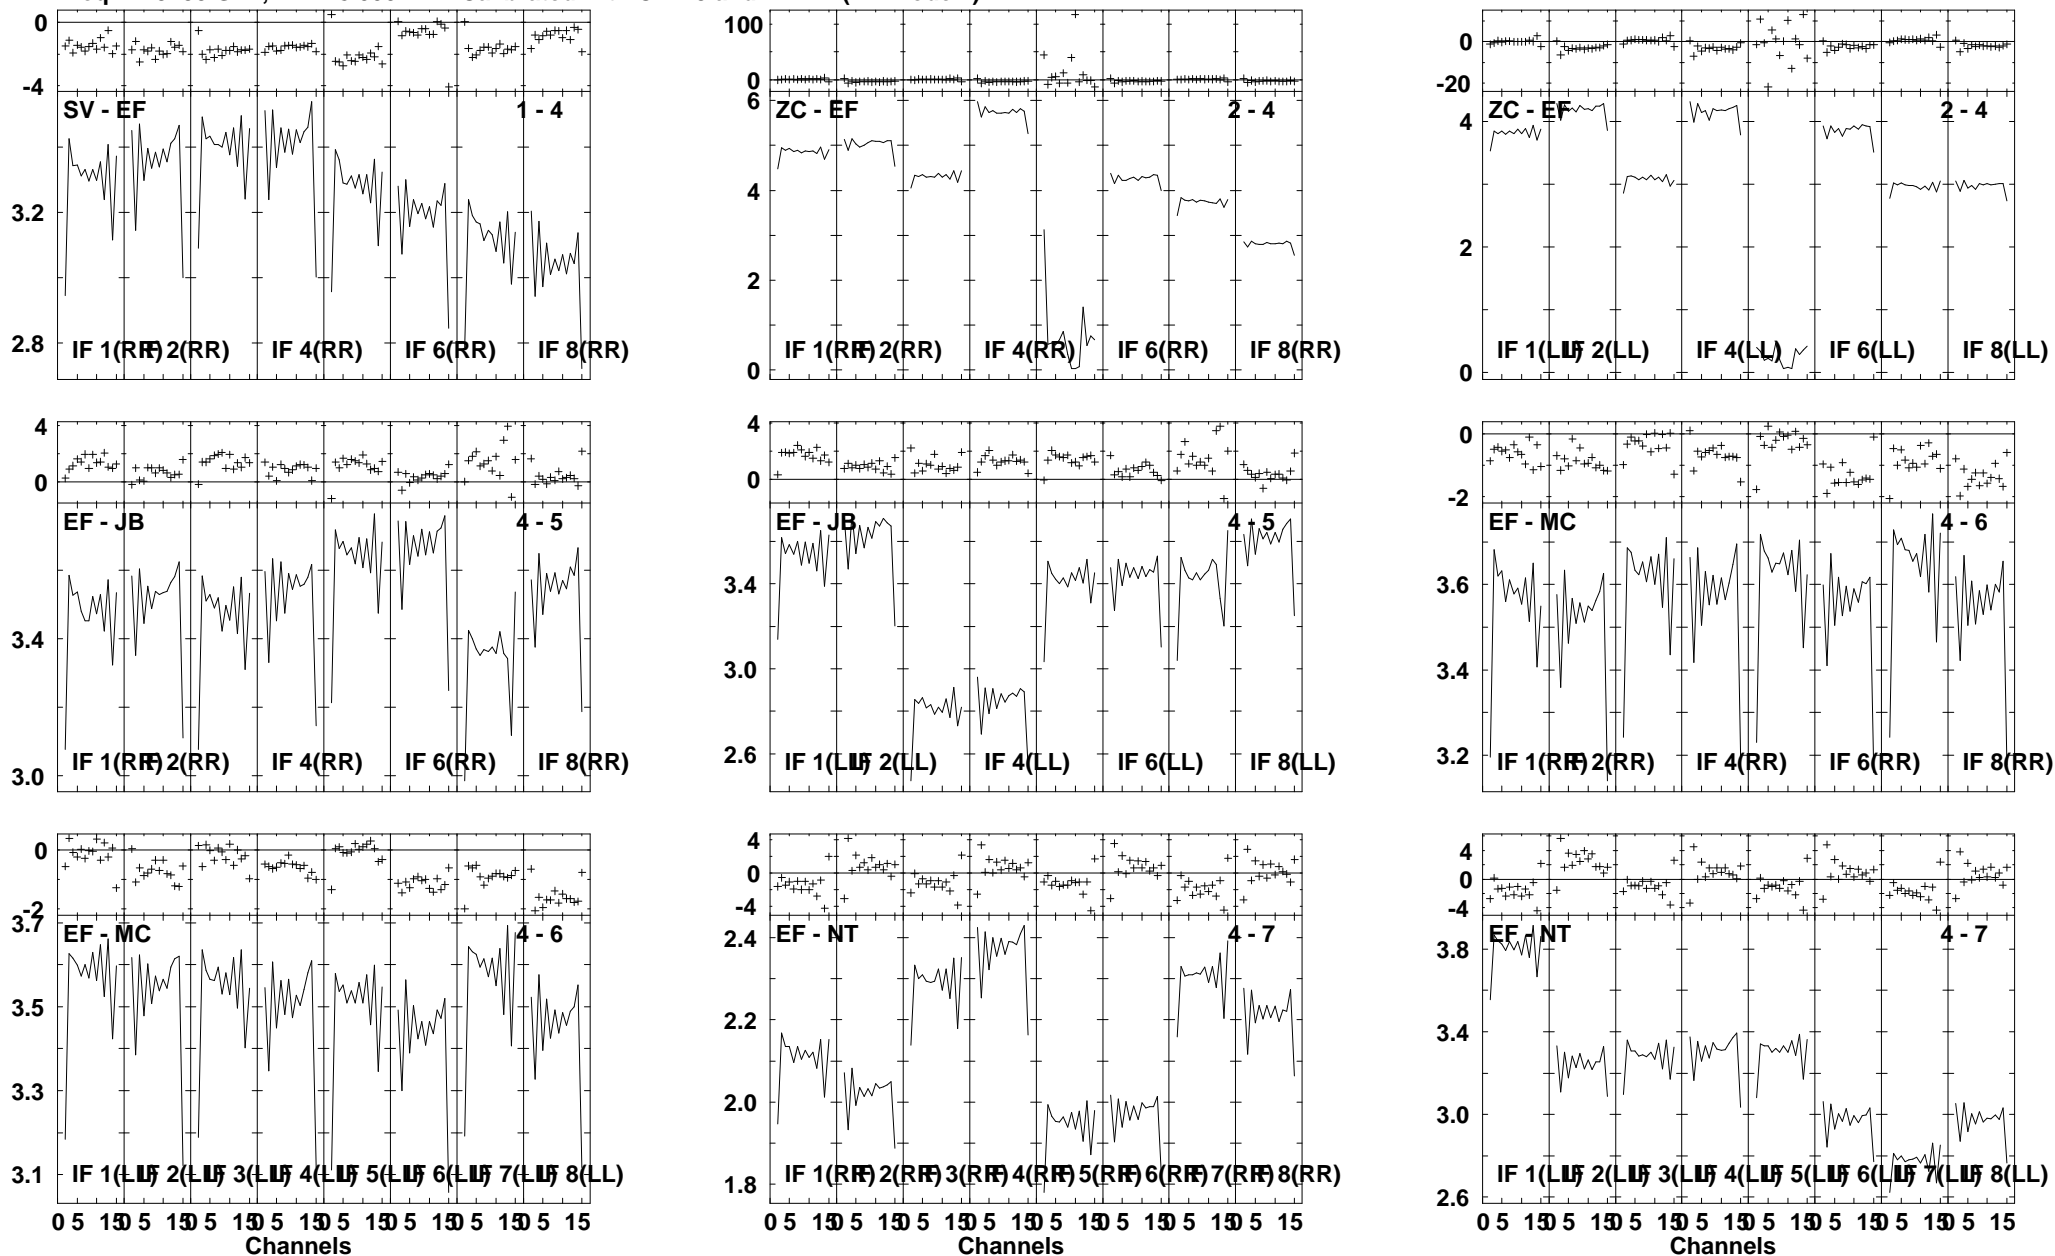 0
-4
SV - EF 1 - 4
3.2
2.8
IF 1(RR) IF 2(RR) IF 4(RR) IF 6(RR) IF 8(RR)
100
0
ZC - EF 2 - 4
6
4
2
0
IF 1(RR) IF 2(RR) IF 4(RR) IF 6(RR) IF 8(RR)
0
-20
ZC - EF 2 - 4
4
2
0
IF 1(LL) IF 2(LL) IF 4(LL) IF 6(LL) IF 8(LL)
4
0
EF - JB 4 - 5
3.4
3.0
IF 1(RR) IF 2(RR) IF 4(RR) IF 6(RR) IF 8(RR)
4
0
EF - JB 4 - 5
3.4
3.0
2.6
IF 1(LL) IF 2(LL) IF 4(LL) IF 6(LL) IF 8(LL)
0
-2
EF - MC 4 - 6
3.6
3.4
3.2
IF 1(RR) IF 2(RR) IF 4(RR) IF 6(RR) IF 8(RR)
0
-2
3.7
EF - MC 4 - 6
3.5
3.3
3.1
IF 1(LL) IF 2(LL) IF 3(LL) IF 4(LL) IF 5(LL) IF 6(LL) IF 7(LL) IF 8(LL)
0 5 15 0 5 15 0 5 15 0 5 15 0 5 15 0 5 15 0 5 15 0 5 15
Channels
4
0
-4
EF - NT 4 - 7
2.4
2.2
2.0
1.8
IF 1(RR) IF 2(RR) IF 3(RR) IF 4(RR) IF 5(RR) IF 6(RR) IF 7(RR) IF 8(RR)
0 5 15 0 5 15 0 5 15 0 5 15 0 5 15 0 5 15 0 5 15 0 5 15
Channels
4
0
-4
EF - NT 4 - 7
3.8
3.4
3.0
2.6
IF 1(LL) IF 2(LL) IF 3(LL) IF 4(LL) IF 5(LL) IF 6(LL) IF 7(LL) IF 8(LL)
0 5 15 0 5 15 0 5 15 0 5 15 0 5 15 0 5 15 0 5 15 0 5 15
Channels